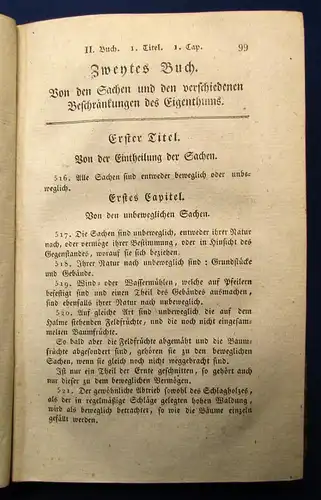 II. Buch. 1. Titel. 1. Cap. 99
Zweytes Buch.
Von den Sachen und den verschiedenen
Beschränkungen des Eigenthums.
Erster Titel.
Von der Eintheilung der Sachen.
516. Alle Sachen sind entweder beweglich oder unbe-
weglich.
Erstes Capitel.
Von den unbeweglichen Sachen.
517. Die Sachen sind unbeweglich, entweder ihrer Natur
nach, oder vermöge ihrer Bestimmung, oder in Hinsicht des
Gegenstandes, worauf sie sich beziehen.
518. Ihrer Natur nach unbeweglich sind: Grundstücke
und Gebäude.
519. Wind- oder Wassermühlen, welche auf Pfeilern
befestigt sind und einen Theil des Gebäudes ausmachen,
sind ebenfalls ihrer Natur nach unbeweglich.
520. Auf gleiche Art sind unbeweglich die auf dem
Halme stehenden Feldfrüchte, und die noch nicht eingesam-
melten Baumfrüchte.
So bald aber die Feldfrüchte abgemäht und die Baum-
früchte abgesondert sind, gehören sie zu den beweglichen
Sachen, wenn sie gleich noch nicht weggebracht sind.
Ist nur ein Theil der Ernte geschnitten, so gehört auch
nur dieser zu dem beweglichen Vermögen.
521. Der gewöhnliche Abtrieb sowohl des Schlagholzes,
als der in regelmäßige Schläge gelegten hohen Waldung,
wird als beweglich betrachtet, so wie die Bäume einzeln
gefällt werden.